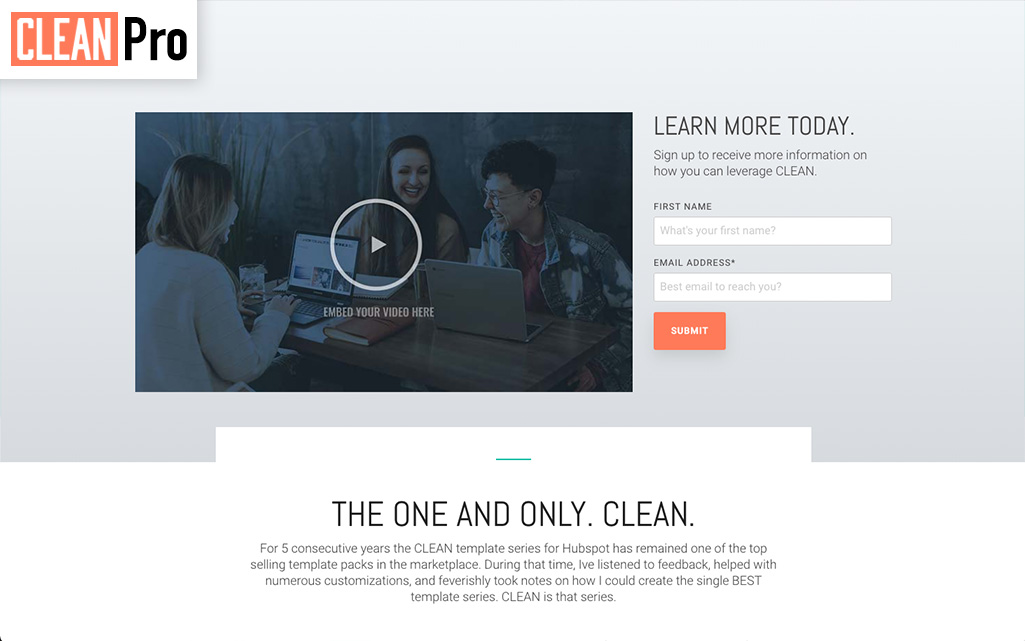 CLEAN Pro
LEARN MORE TODAY.
Sign up to receive more information on
how you can leverage CLEAN.
FIRST NAME
What's your first name?
EMAIL ADDRESS*
Best email to reach you?
SUBMIT
EMBED YOUR VIDEO HERE
THE ONE AND ONLY. CLEAN.
For 5 consecutive years the CLEAN template series for Hubspot has remained one of the top
selling template packs in the marketplace. During that time, Ive listened to feedback, helped with
numerous customizations, and feverishly took notes on how I could create the single BEST
template series. CLEAN is that series.